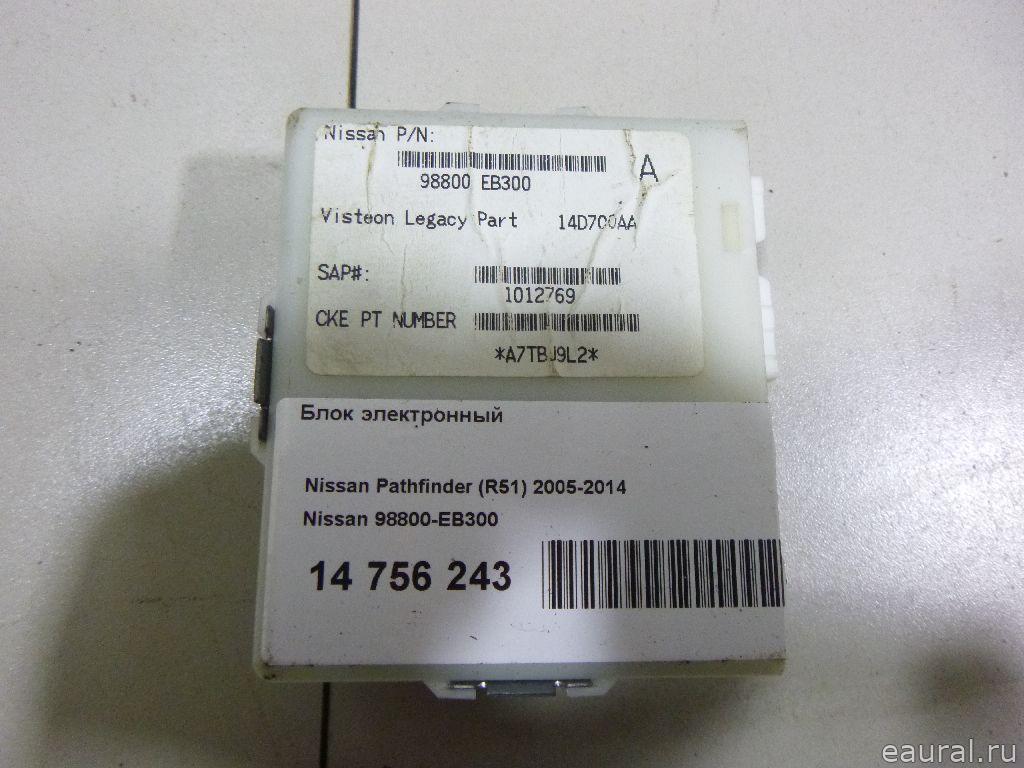 Nissan P/N:
A
98800 EB300
Visteon Legacy Part 14D700AA
SAP#:
1012769
CKE PT NUMBER
*A7TBJ9L2*
Блок электронный
Nissan Pathfinder (R51) 2005-2014
Nissan 98800-EB300
14 756 243
eaural.ru